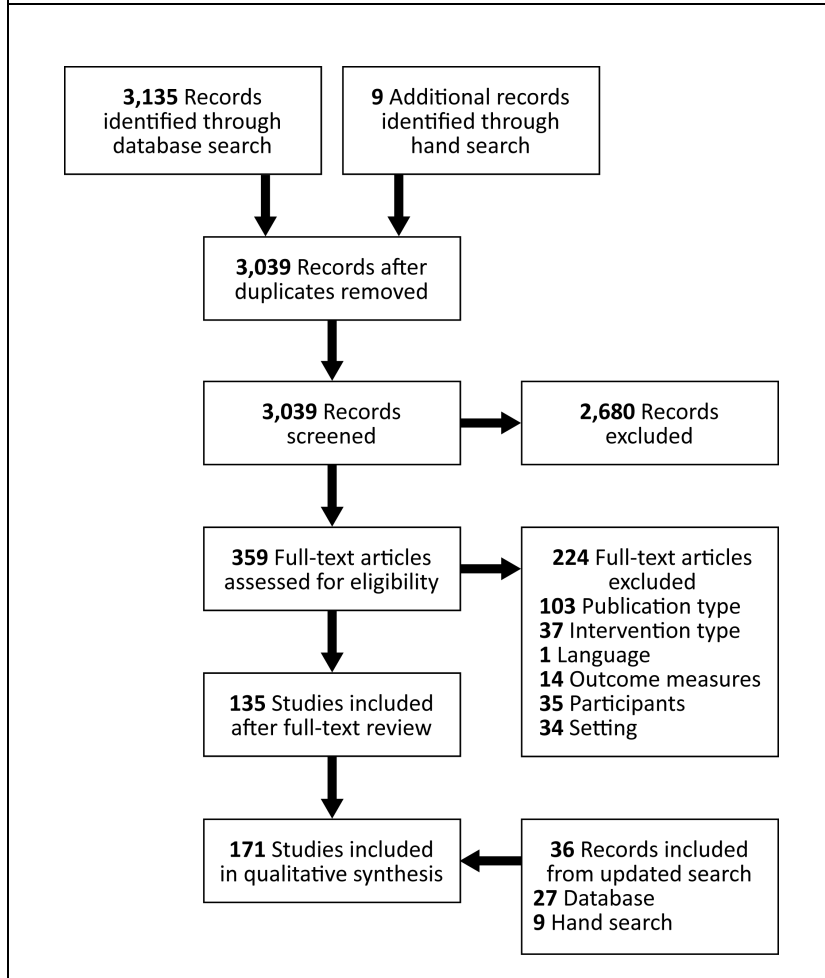 3,135 Records
identified through
database search
9 Additional records
identified through
hand search
3,039 Records after
duplicates removed
3,039 Records
screened
2,680 Records
excluded
359 Full-text articles
assessed for eligibility
224 Full-text articles
excluded
103 Publication type
37 Intervention type
1 Language
14 Outcome measures
35 Participants
34 Setting
135 Studies included
after full-text review
171 Studies included
in qualitative synthesis
36 Records included
from updated search
27 Database
9 Hand search